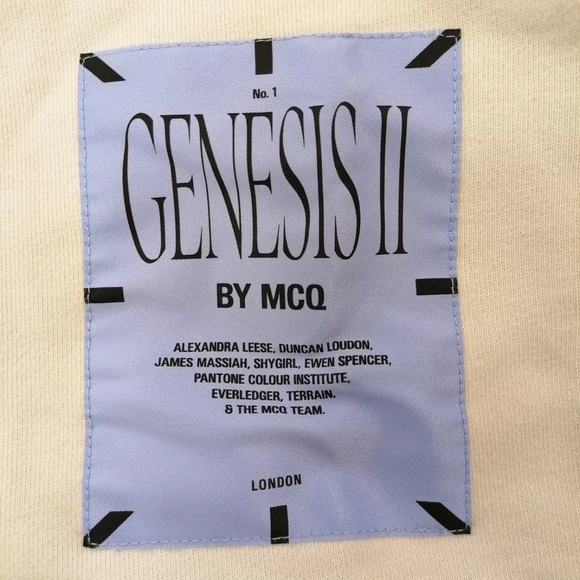 No. 1
GENESIS II
BY MCQ
ALEXANDRA LEESE, DUNCAN LOUDON,
JAMES MASSIAH, SHYGIRL, EWEN SPENCER,
PANTONE COLOUR INSTITUTE,
EVERLEDGER, TERRAIN,
& THE MCQ TEAM.
LONDON